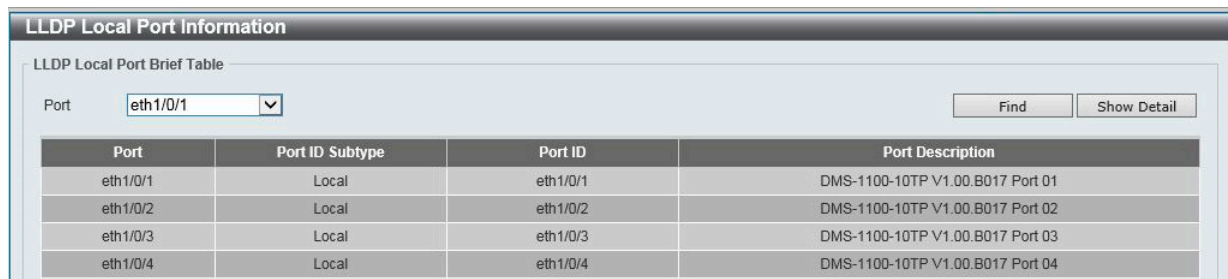 LLDP Local Port Information
LLDP Local Port Brief Table
Port eth1/0/1 Find Show Detail
Port Port ID Subtype Port ID Port Description
eth1/0/1 Local eth1/0/1 DMS-1100-10TP V1.00.B017 Port 01
eth1/0/2 Local eth1/0/2 DMS-1100-10TP V1.00.B017 Port 02
eth1/0/3 Local eth1/0/3 DMS-1100-10TP V1.00.B017 Port 03
eth1/0/4 Local eth1/0/4 DMS-1100-10TP V1.00.B017 Port 04